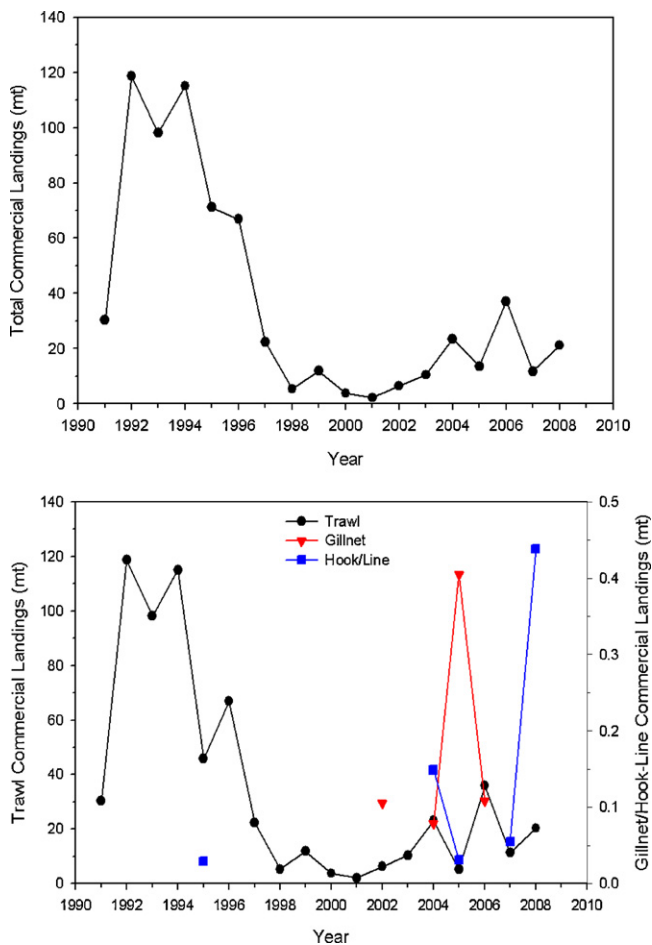 140
120
100
80
60
40
20
0
Total Commercial Landings (mt)
1990 1992 1994 1996 1998 2000 2002 2004 2006 2008 2010
Year
140
120
100
80
60
40
20
0
Trawl Commercial Landings (mt)
Trawl
Gillnet
Hook/Line
0.5
0.4
0.3
0.2
0.1
0.0
Gillnet/Hook-Line Commercial Landings (mt)
1990 1992 1994 1996 1998 2000 2002 2004 2006 2008 2010
Year